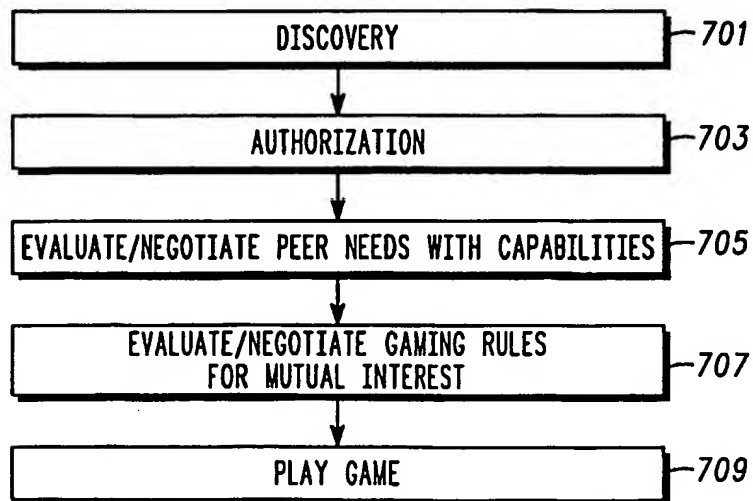 DISCOVERY 701
AUTHORIZATION 703
EVALUATE/NEGOTIATE PEER NEEDS WITH CAPABILITIES 705
EVALUATE/NEGOTIATE GAMING RULES
FOR MUTUAL INTEREST 707
PLAY GAME 709